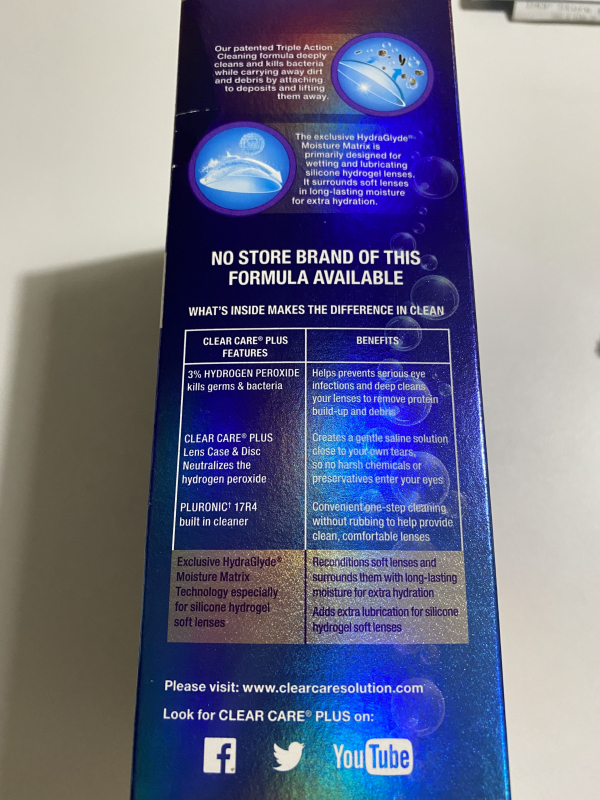 Our patented Triple Action
Cleaning formula deeply
cleans and kills bacteria
while carrying away dirt
and debris by attaching
to deposits and lifting
them away.
The exclusive HydraGlyde®
Moisture Matrix is
primarily designed for
wetting and lubricating
silicone hydrogel lenses.
It surrounds soft lenses
in long-lasting moisture
for extra hydration.
NO STORE BRAND OF THIS
FORMULA AVAILABLE
WHAT'S INSIDE MAKES THE DIFFERENCE IN CLEAN
CLEAR CARE® PLUS
FEATURES
BENEFITS
3% HYDROGEN PEROXIDE
kills germs & bacteria
Helps prevents serious eye
infections and deep cleans
your lenses to remove protein
build-up and debris
CLEAR CARE® PLUS
Lens Case & Disc
Neutralizes the
hydrogen peroxide
Creates a gentle saline solution
close to your own tears,
so no harsh chemicals or
preservatives enter your eyes
PLURONIC† 17R4
built in cleaner
Convenient one-step cleaning
without rubbing to help provide
clean, comfortable lenses
Exclusive HydraGlyde®
Moisture Matrix
Technology especially
for silicone hydrogel
soft lenses
Reconditions soft lenses and
surrounds them with long-lasting
moisture for extra hydration
Adds extra lubrication for silicone
hydrogel soft lenses
Please visit: www.clearcaresolution.com
Look for CLEAR CARE® PLUS on:
f
YouTube